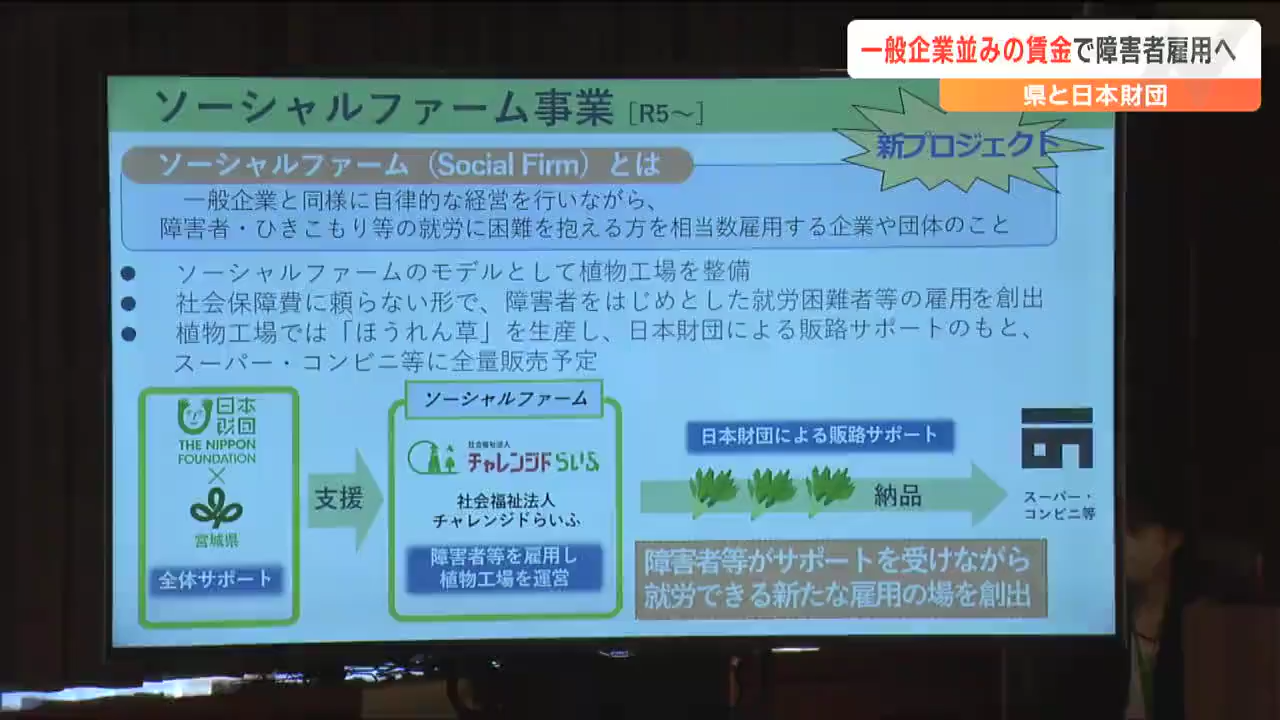 一般企業並みの賃金で障害者雇用へ
県と日本財団
ソーシャルファーム事業 [R5～]
新プロジェクト
ソーシャルファーム（Social Firm）とは
一般企業と同様に自律的な経営を行いながら、
障害者・ひきこもり等の就労に困難を抱える方を相当数雇用する企業や団体のこと
● ソーシャルファームのモデルとして植物工場を整備
● 社会保障費に頼らない形で、障害者をはじめとした就労困難者等の雇用を創出
● 植物工場では「ほうれん草」を生産し、日本財団による販路サポートのもと、
スーパー・コンビニ等に全量販売予定
日本
財団
THE NIPPON
FOUNDATION
×
宮城県
全体サポート
支援
ソーシャルファーム
社会福祉法人
チャレンジドらいふ
社会福祉法人
チャレンジドらいふ
障害者等を雇用し
植物工場を運営
日本財団による販路サポート
納品
スーパー・
コンビニ等
障害者等がサポートを受けながら
就労できる新たな雇用の場を創出